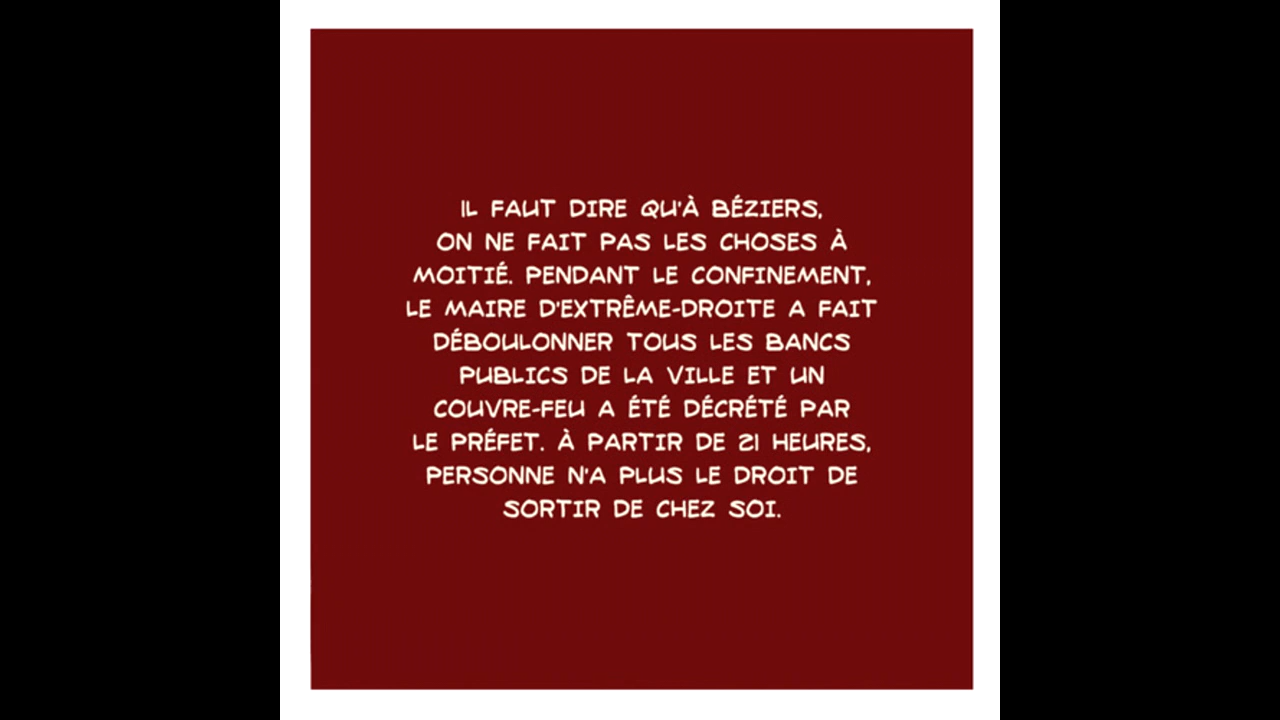 IL FAUT DIRE QU'À BÉZIERS,
ON NE FAIT PAS LES CHOSES À
MOITIÉ. PENDANT LE CONFINEMENT,
LE MAIRE D'EXTRÊME-DROITE A FAIT
DÉBOULONNER TOUS LES BANCS
PUBLICS DE LA VILLE ET UN
COUVRE-FEU A ÉTÉ DÉCRÉTÉ PAR
LE PRÉFET. À PARTIR DE 21 HEURES,
PERSONNE N'A PLUS LE DROIT DE
SORTIR DE CHEZ SOI.